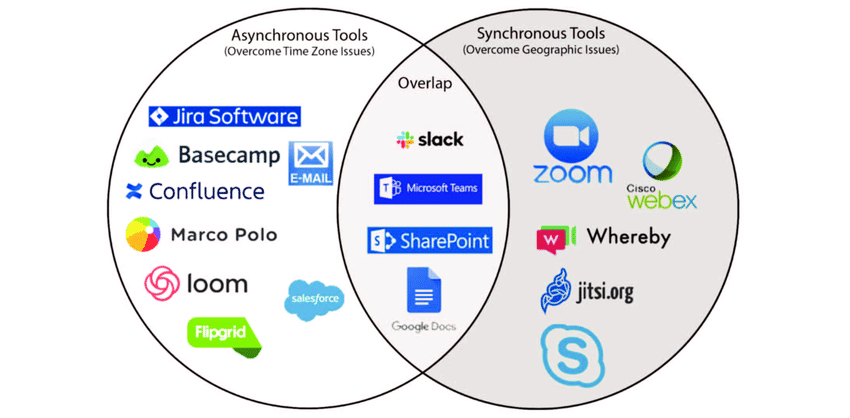 Asynchronous Tools
(Overcome Time Zone Issues)
Synchronous Tools
(Overcome Geographic Issues)
Overlap
Jira Software
Basecamp
E-MAIL
Confluence
Marco Polo
loom
salesforce
Flipgrid
slack
T
Microsoft Teams
S
SharePoint
Google Docs
zoom
Cisco
webex
W
Whereby
jitsi.org
S